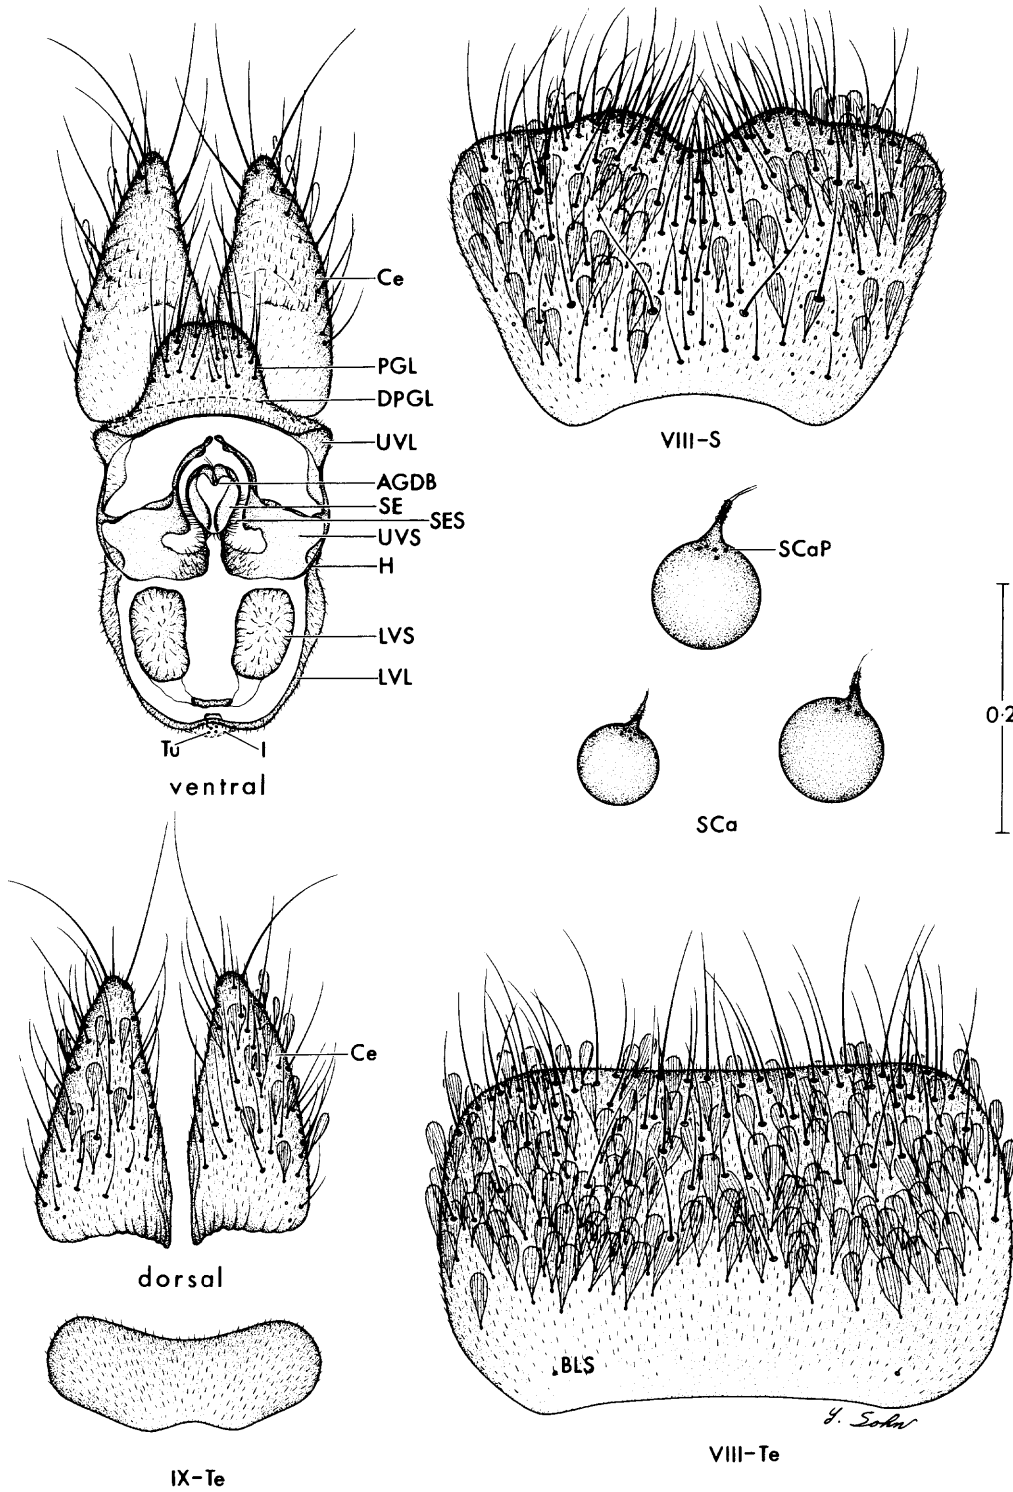 Ce
PGL
DPGL
UVL
AGDB
SE
SES
UVS
H
LVS
LVL
Tu I
ventral
VIII-S
SCaP
0·2
SCa
Ce
dorsal
IX-Te
BLS
Y. Sohn
VIII-Te